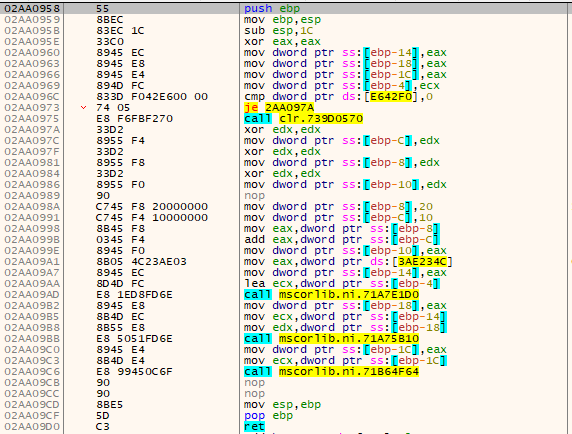 02AA0958 55 push ebp
02AA0959 8BEC mov ebp,esp
02AA095B 83EC 1C sub esp,1C
02AA095E 33C0 xor eax,eax
02AA0960 8945 EC mov dword ptr ss:[ebp-14],eax
02AA0963 8945 E8 mov dword ptr ss:[ebp-18],eax
02AA0966 8945 E4 mov dword ptr ss:[ebp-1C],eax
02AA0969 894D FC mov dword ptr ss:[ebp-4],ecx
02AA096C 833D F042E600 00 cmp dword ptr ds:[E642F0],0
02AA0973 74 05 je 2AA097A
02AA0975 E8 F6FBF270 call clr.739D0570
02AA097A 33D2 xor edx,edx
02AA097C 8955 F4 mov dword ptr ss:[ebp-C],edx
02AA097F 33D2 xor edx,edx
02AA0981 8955 F8 mov dword ptr ss:[ebp-8],edx
02AA0984 33D2 xor edx,edx
02AA0986 8955 F0 mov dword ptr ss:[ebp-10],edx
02AA0989 90 nop
02AA098A C745 F8 20000000 mov dword ptr ss:[ebp-8],20
02AA0991 C745 F4 10000000 mov dword ptr ss:[ebp-C],10
02AA0998 8B45 F8 mov eax,dword ptr ss:[ebp-8]
02AA099B 0345 F4 add eax,dword ptr ss:[ebp-C]
02AA099E 8945 F0 mov dword ptr ss:[ebp-10],eax
02AA09A1 8B05 4C23AE03 mov eax,dword ptr ds:[3AE234C]
02AA09A7 8945 EC mov dword ptr ss:[ebp-14],eax
02AA09AA 8D4D FC lea ecx,dword ptr ss:[ebp-4]
02AA09AD E8 1ED8FD6E call mscorlib.ni.71A7E1D0
02AA09B2 8945 E8 mov dword ptr ss:[ebp-18],eax
02AA09B5 8B4D EC mov ecx,dword ptr ss:[ebp-14]
02AA09B8 8B55 E8 mov edx,dword ptr ss:[ebp-18]
02AA09BB E8 5051FD6E call mscorlib.ni.71A75B10
02AA09C0 8945 E4 mov dword ptr ss:[ebp-1C],eax
02AA09C3 8B4D E4 mov ecx,dword ptr ss:[ebp-1C]
02AA09C6 E8 99450C6F call mscorlib.ni.71B64F64
02AA09CB 90 nop
02AA09CC 90 nop
02AA09CD 8BE5 mov esp,ebp
02AA09CF 5D pop ebp
02AA09D0 C3 ret